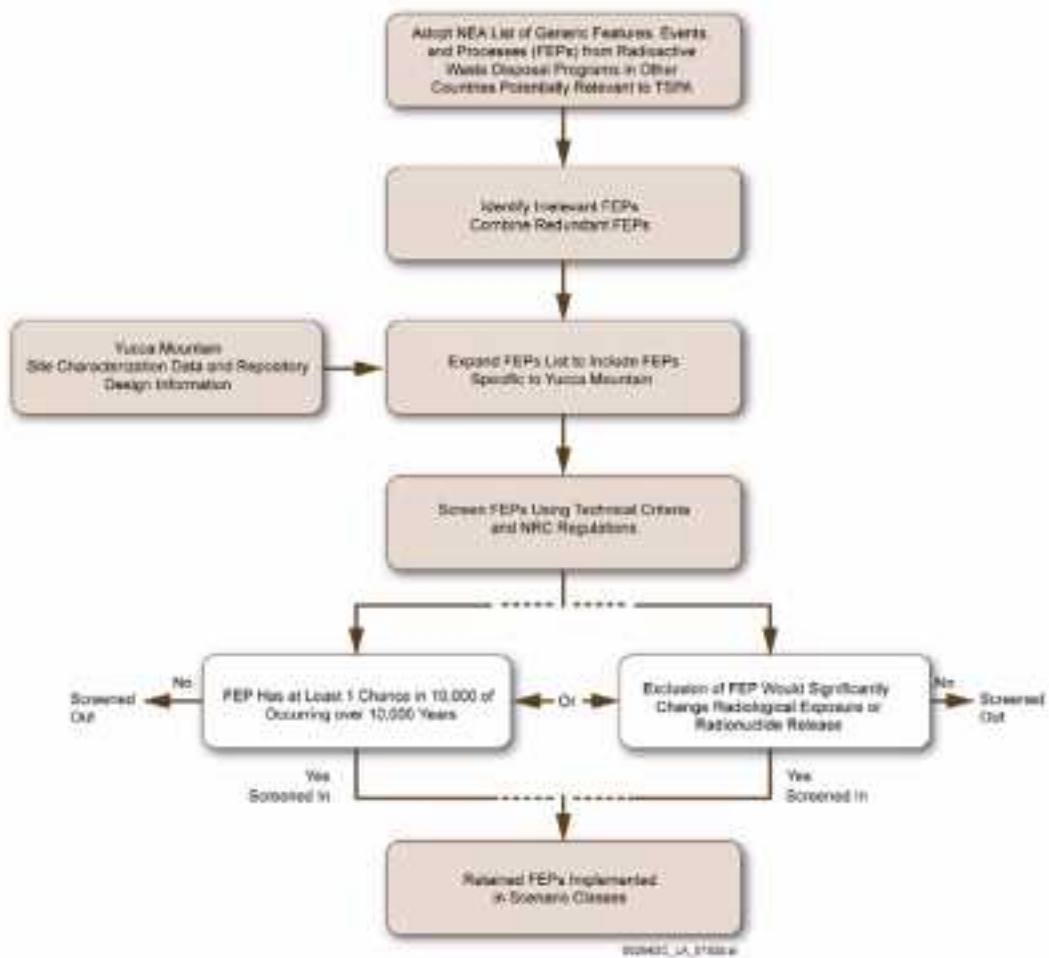 Adopt NEA List of Generic Features, Events
and Processes (FEPs) from Radioactive
Waste Disposal Programs in Other
Countries Potentially Relevant to TSPA
Identify Irrelevant FEPs
Combine Redundant FEPs
Yucca Mountain
Site Characterization Data and Repository
Design Information
Expand FEPs List to Include FEPs
Specific to Yucca Mountain
Screen FEPs Using Technical Criteria
and NRC Regulations
No
Screened
Out
FEP Has at Least 1 Chance in 10,000 of
Occurring over 10,000 Years
Or
Exclusion of FEP Would Significantly
Change Radiological Exposure or
Radionuclide Release
No
Screened
Out
Yes
Screened In
Yes
Screened In
Retained FEPs Implemented
in Scenario Classes